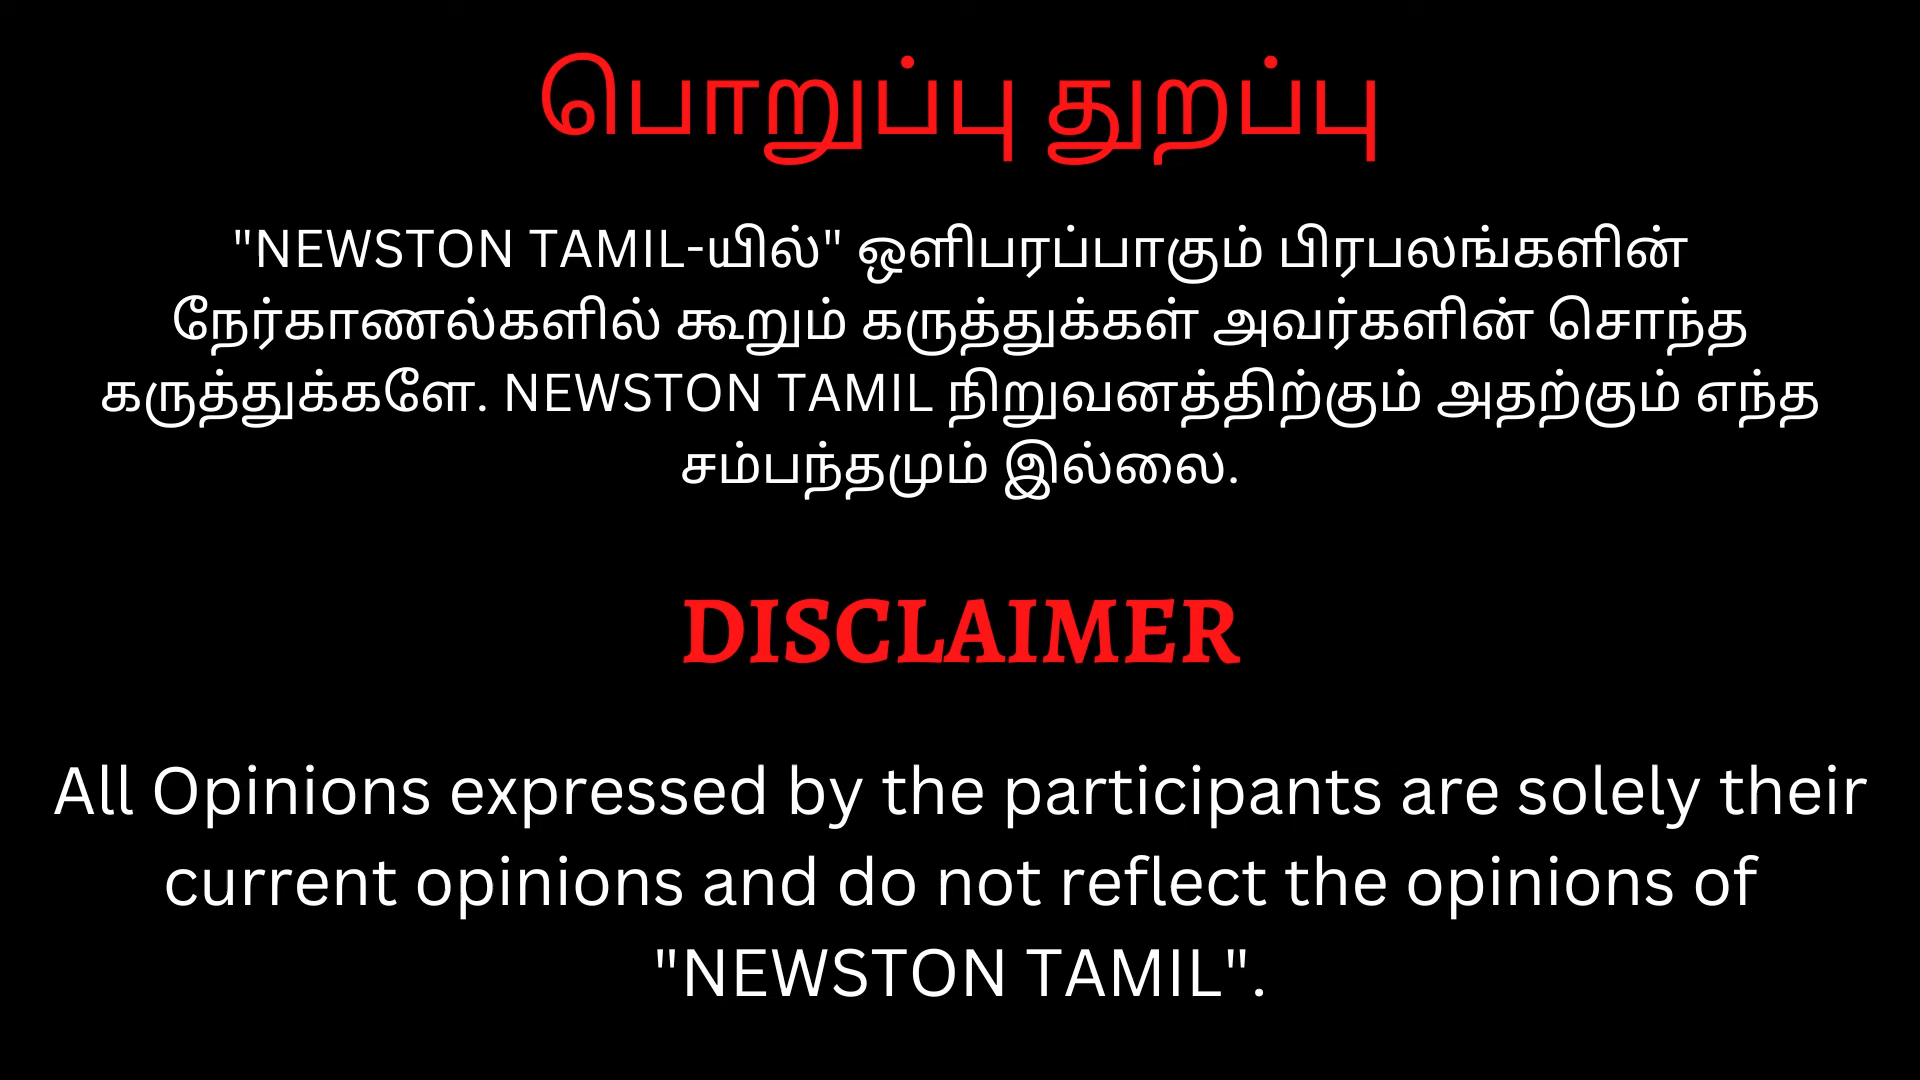 பொறுப்பு துறப்பு
"NEWSTON TAMIL-யில்" ஒளிபரப்பாகும் பிரபலங்களின்
நேர்காணல்களில் கூறும் கருத்துக்கள் அவர்களின் சொந்த
கருத்துக்களே. NEWSTON TAMIL நிறுவனத்திற்கும் அதற்கும் எந்த
சம்பந்தமும் இல்லை.
DISCLAIMER
All Opinions expressed by the participants are solely their
current opinions and do not reflect the opinions of
"NEWSTON TAMIL".